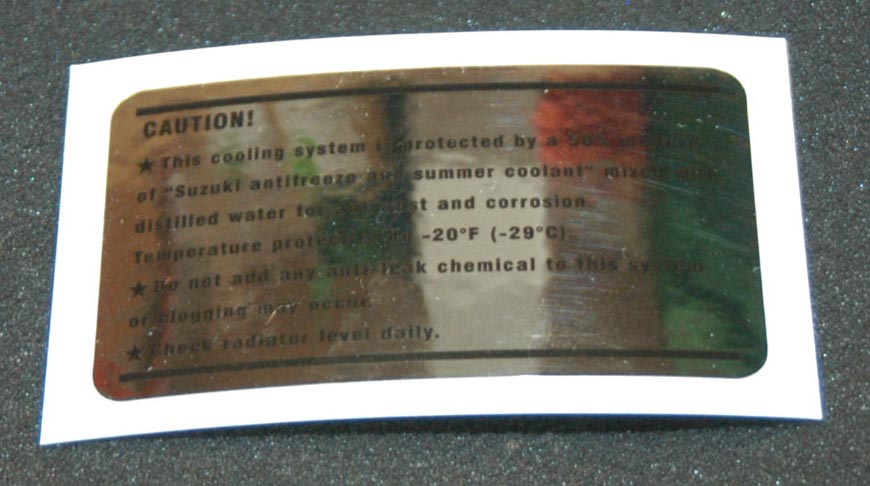 CAUTION!
★ This cooling system is protected by a 50% mixture
of "Suzuki antifreeze and summer coolant" mixed with
distilled water for anti-rust and corrosion.
Temperature protection to -20°F (-29°C).
★ Do not add any anti-leak chemical to this system
or clogging may occur.
★ Check radiator level daily.